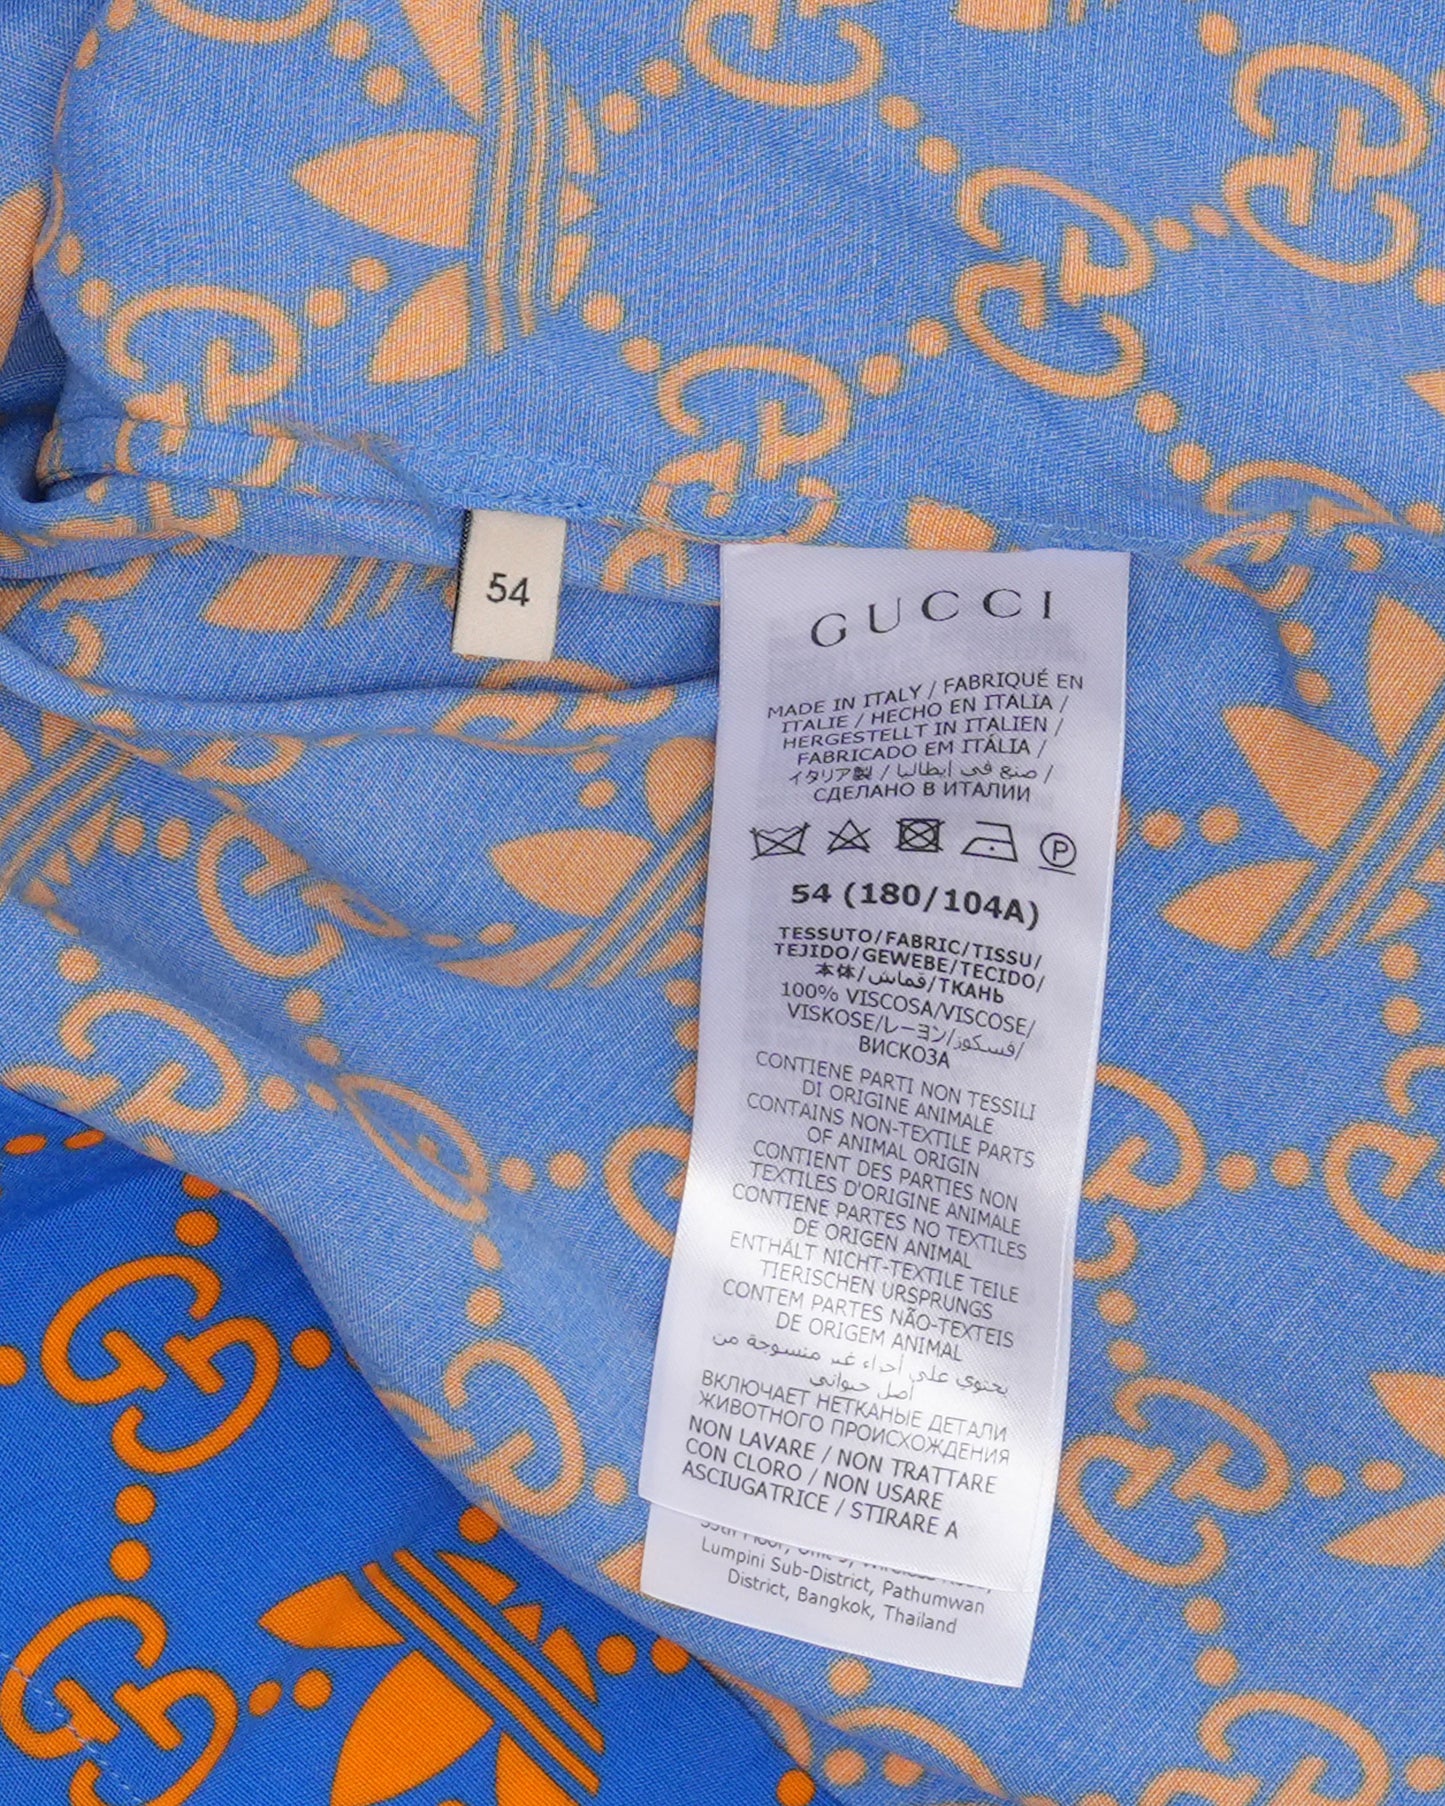 54
GUCCI
MADE IN ITALY / FABRIQUÉ EN
ITALIE / HECHO EN ITALIA /
HERGESTELLT IN ITALIEN /
FABRICADO EM ITÁLIA /
イタリア製 / صنع في ايطاليا /
СДЕЛАНО В ИТАЛИИ
P
54 (180/104A)
TESSUTO/FABRIC/TISSU/
TEJIDO/GEWEBE/TECIDO/
本体/قماش/ТКАНЬ
100% VISCOSA/VISCOSE/
VISKOSE/レーヨン/فسكوز/
ВИСКОЗА
CONTIENE PARTI NON TESSILI
DI ORIGINE ANIMALE
CONTAINS NON-TEXTILE PARTS
OF ANIMAL ORIGIN
CONTIENT DES PARTIES NON
TEXTILES D'ORIGINE ANIMALE
CONTIENE PARTES NO TEXTILES
DE ORIGEN ANIMAL
ENTHÄLT NICHT-TEXTILE TEILE
TIERISCHEN URSPRUNGS
CONTEM PARTES NÃO-TEXTEIS
DE ORIGEM ANIMAL
يحتوي على أجزاء غير منسوجة من
أصل حيواني
ВКЛЮЧАЕТ НЕТКАНЫЕ ДЕТАЛИ
ЖИВОТНОГО ПРОИСХОЖДЕНИЯ
NON LAVARE / NON TRATTARE
CON CLORO / NON USARE
ASCIUGATRICE / STIRARE A
Lumpini Sub-District, Pathumwan
District, Bangkok, Thailand